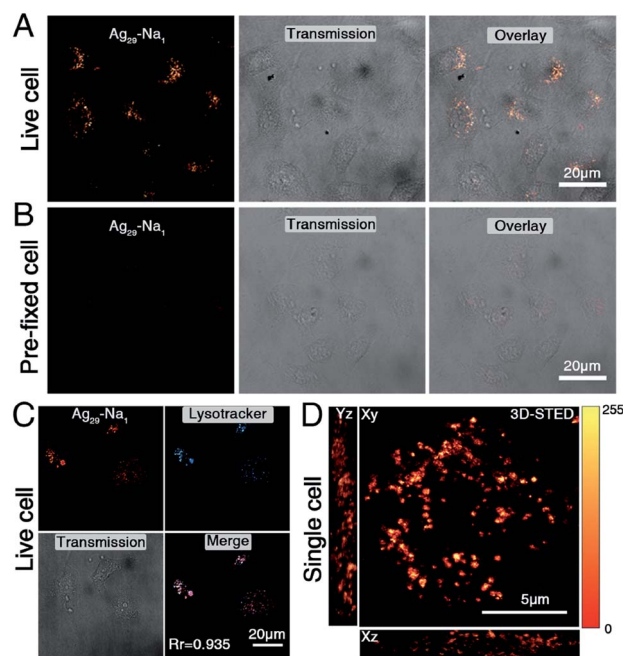 A
Ag₂₉-Na₁
Transmission
Overlay
Live cell
20μm
B
Ag₂₉-Na₁
Transmission
Overlay
Pre-fixed cell
20μm
C
Ag₂₉-Na₁
Lysotracker
Live cell
Transmission
Merge
Rr=0.935
20μm
D
Yz
Xy
3D-STED
255
Single cell
5μm
0
Xz